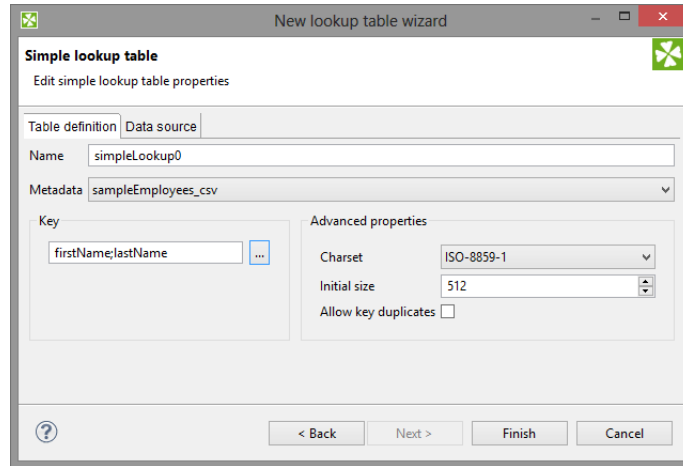 New lookup table wizard
Simple lookup table
Edit simple lookup table properties
Table definition Data source
Name simpleLookup0
Metadata sampleEmployees_csv
Key Advanced properties
firstName;lastName ... Charset ISO-8859-1
Initial size 512
Allow key duplicates
? < Back Next > Finish Cancel